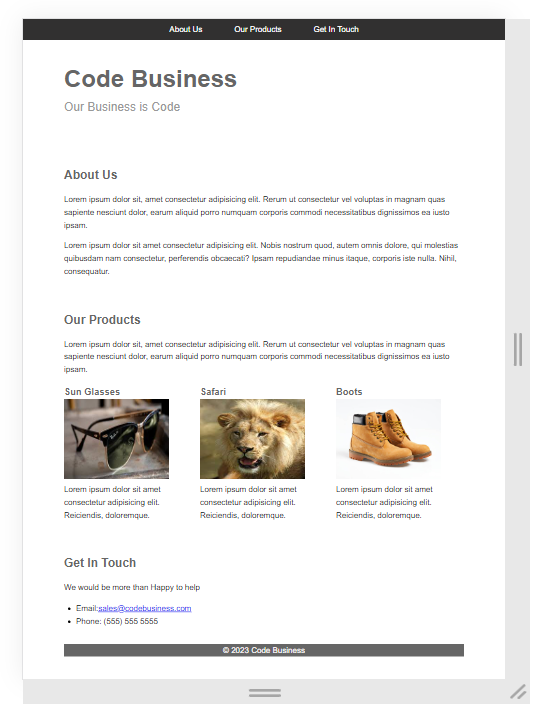 About Us Our Products Get In Touch
Code Business
Our Business is Code
About Us
Lorem ipsum dolor sit, amet consectetur adipisicing elit. Rerum ut consectetur vel voluptas in magnam quas
sapiente nesciunt dolor, earum aliquid porro numquam corporis commodi necessitatibus dignissimos ea iusto
ipsam.
Lorem ipsum dolor sit amet consectetur adipisicing elit. Nobis nostrum quod, autem omnis dolore, qui molestias
quibusdam nam consectetur, perferendis obcaecati? Ipsam repudiandae minus itaque, corporis iste nulla. Nihil,
consequatur.
Our Products
Lorem ipsum dolor sit amet, consectetur adipisicing elit. Rerum ut consectetur vel voluptas in magnam quas
sapiente nesciunt dolor, earum aliquid porro numquam corporis commodi necessitatibus dignissimos ea iusto
ipsam.
Sun Glasses
Lorem ipsum dolor sit amet
consectetur adipisicing elit.
Reiciendis, doloremque.
Safari
Lorem ipsum dolor sit amet
consectetur adipisicing elit.
Reiciendis, doloremque.
Boots
Lorem ipsum dolor sit amet
consectetur adipisicing elit.
Reiciendis, doloremque.
Get In Touch
We would be more than Happy to help
• Email:sales@codebusiness.com
• Phone: (555) 555 5555
© 2023 Code Business